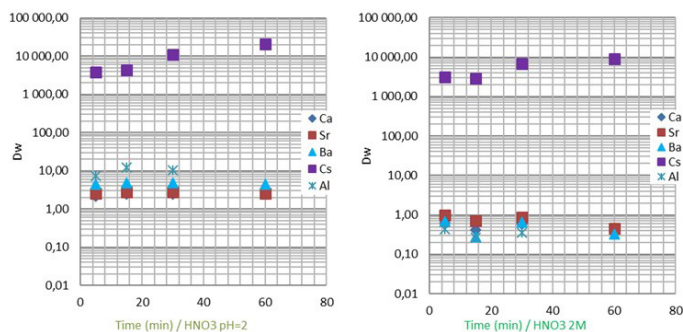 100 000,00
10 000,00
1 000,00
100,00
10,00
1,00
0,10
0,01
Dw
0 20 40 60 80
Ca
Sr
Ba
Cs
Al
Time (min) / HNO3 pH=2
100 000,00
10 000,00
1 000,00
100,00
10,00
1,00
0,10
0,01
Dw
0 20 40 60 80
Ca
Sr
Ba
Cs
Al
Time (min) / HNO3 2M